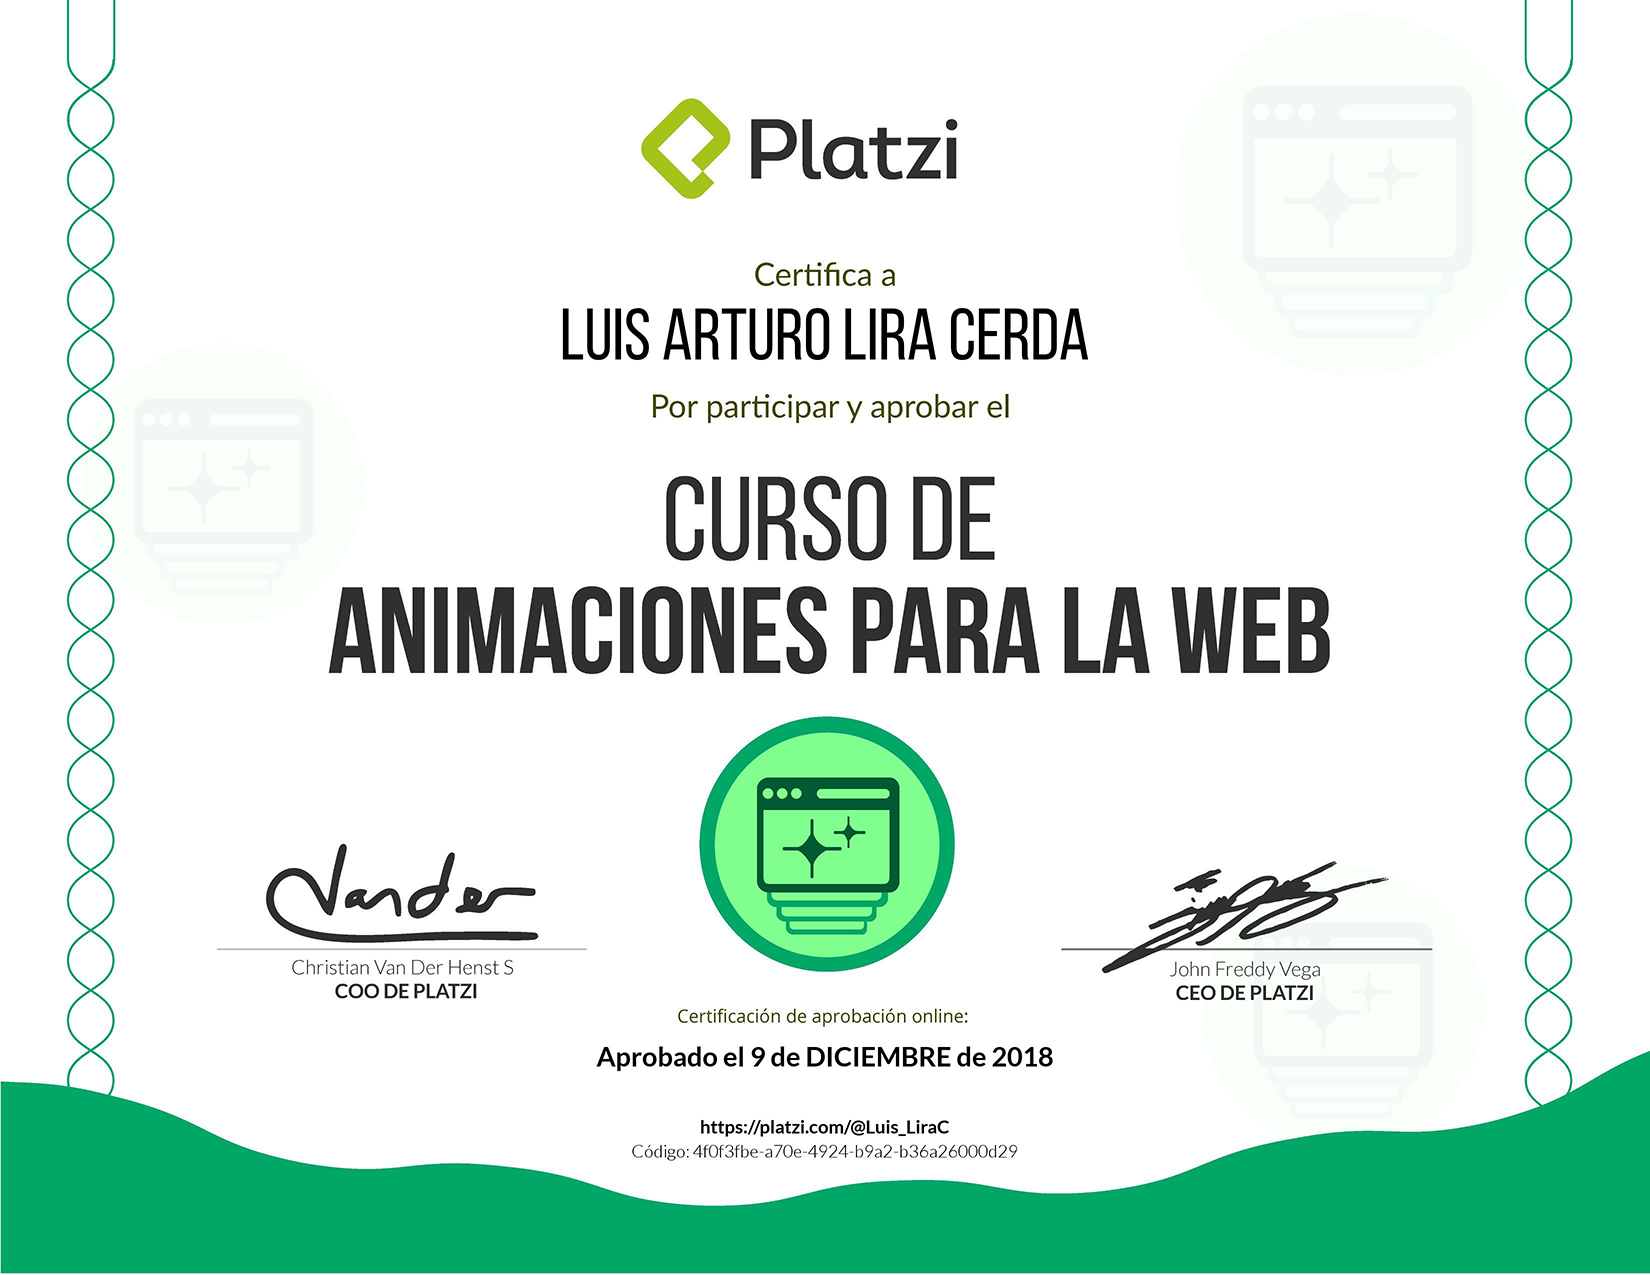 Platzi
Certifica a
LUIS ARTURO LIRA CERDA
Por participar y aprobar el
CURSO DE
ANIMACIONES PARA LA WEB
Vander
Christian Van Der Henst S
COO DE PLATZI
John Freddy Vega
CEO DE PLATZI
Certificación de aprobación online:
Aprobado el 9 de DICIEMBRE de 2018
https://platzi.com/@Luis_LiraC
Código: 4f0f3fbe-a70e-4924-b9a2-b36a26000d29